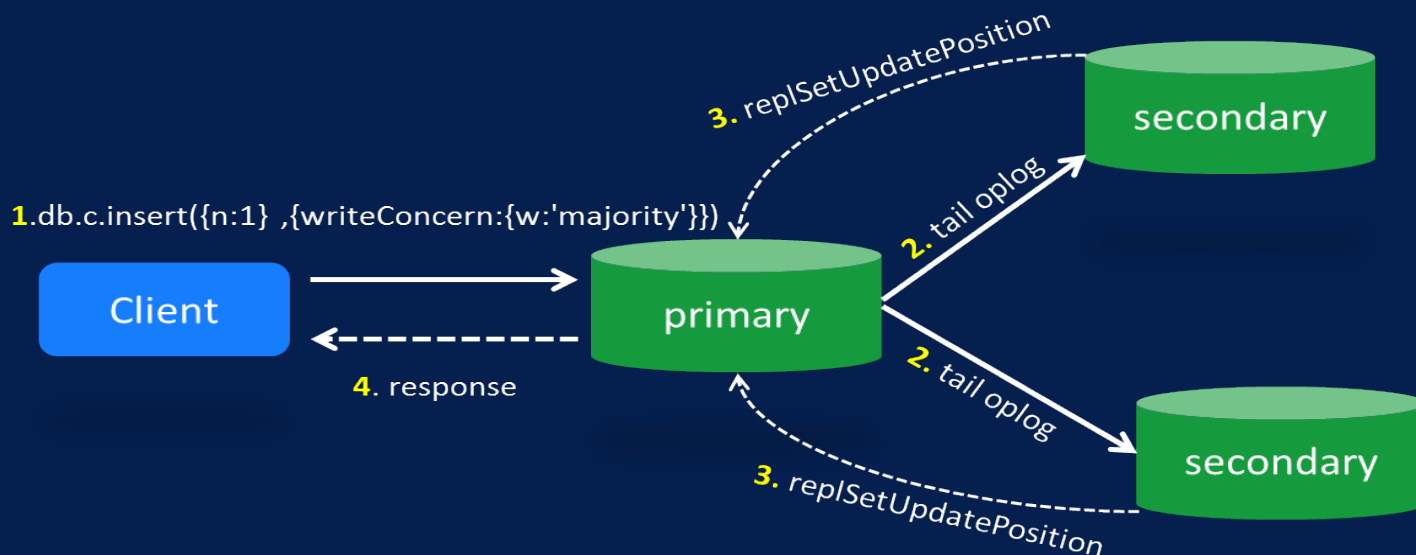 3. replSetUpdatePosition
secondary
2. tail oplog
1.db.c.insert({n:1} ,{writeConcern:{w:'majority'}})
Client
primary
4. response
2. tail oplog
secondary
3. replSetUpdatePosition